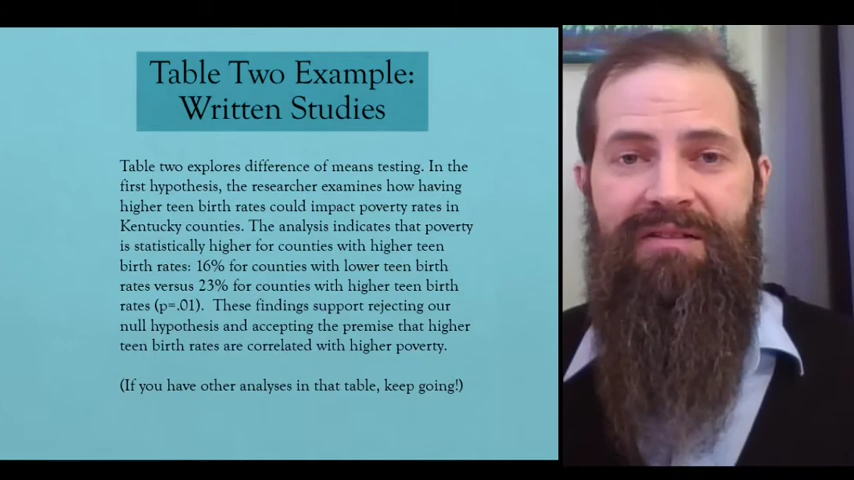 Table Two Example:
Written Studies
Table two explores difference of means testing. In the
first hypothesis, the researcher examines how having
higher teen birth rates could impact poverty rates in
Kentucky counties. The analysis indicates that poverty
is statistically higher for counties with higher teen
birth rates: 16% for counties with lower teen birth
rates versus 23% for counties with higher teen birth
rates (p=.01).  These findings support rejecting our
null hypothesis and accepting the premise that higher
teen birth rates are correlated with higher poverty.
(If you have other analyses in that table, keep going!)